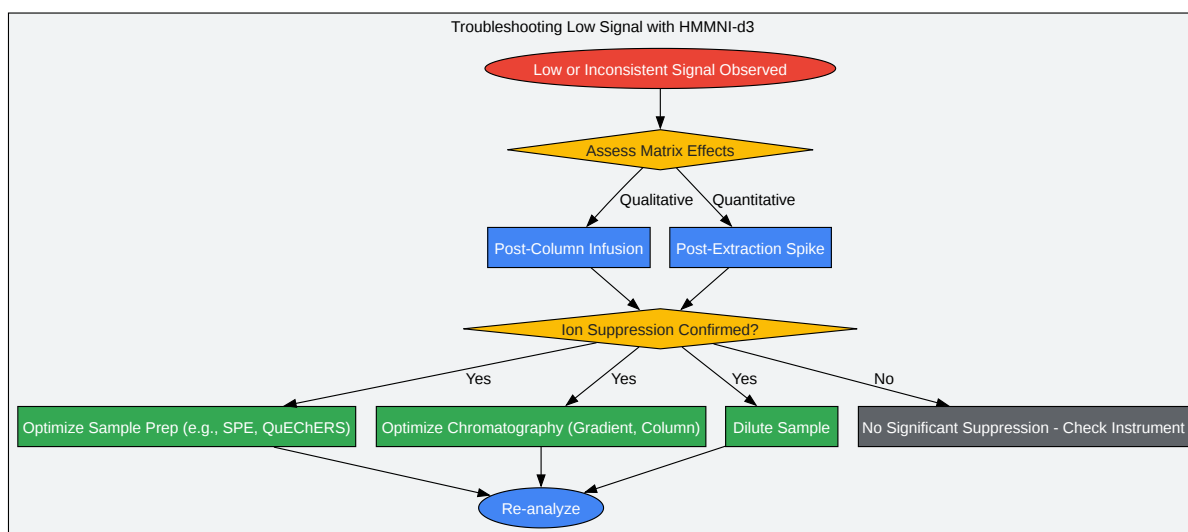 Troubleshooting Low Signal with HMMNI-d3
Low or Inconsistent Signal Observed
Assess Matrix Effects
Qualitative
Quantitative
Post-Column Infusion
Post-Extraction Spike
Ion Suppression Confirmed?
Yes
Yes
Yes
No
Optimize Sample Prep (e.g., SPE, QuEChERS)
Optimize Chromatography (Gradient, Column)
Dilute Sample
No Significant Suppression - Check Instrument
Re-analyze